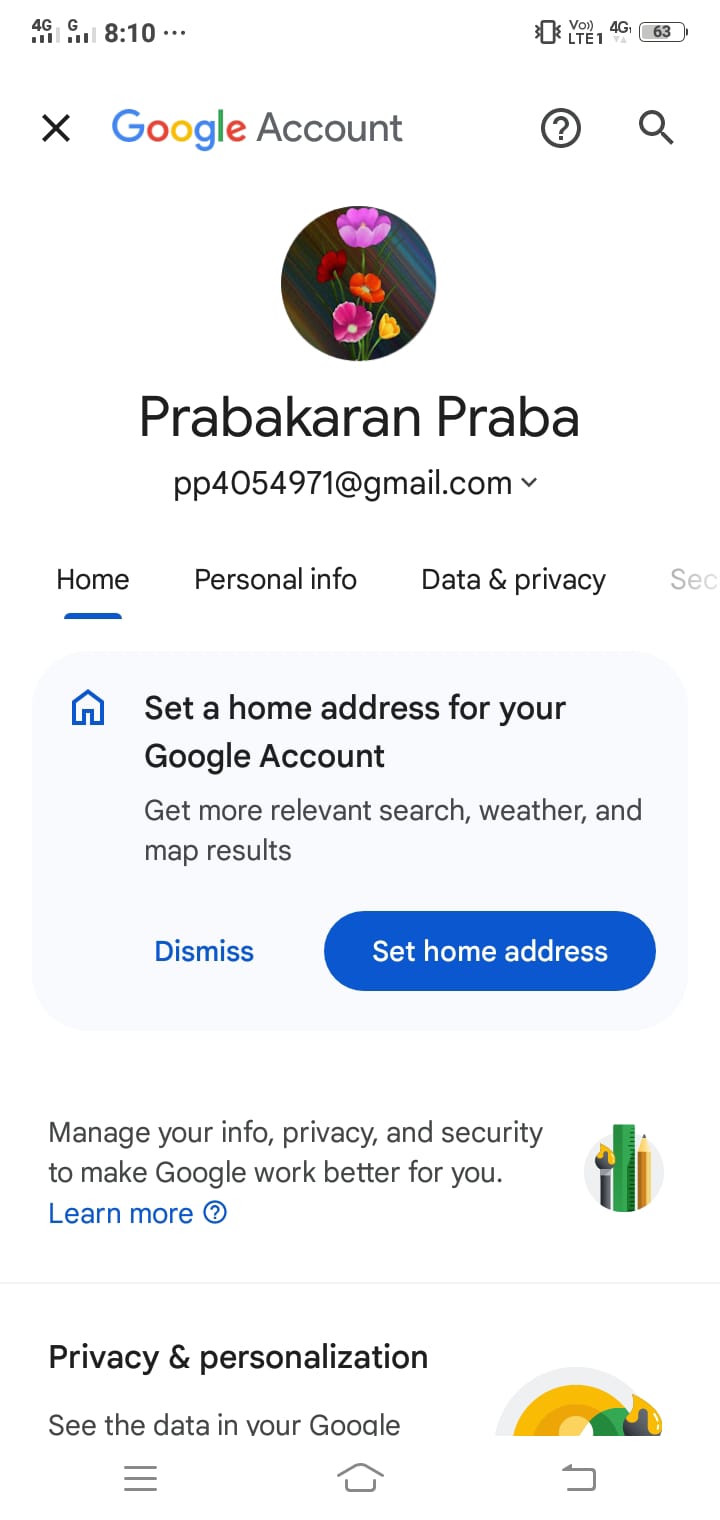 4G G 8:10 ... Vo)) LTE1 4G 63
Google Account
Prabakaran Praba
pp4054971@gmail.com
Home Personal info Data & privacy Sec
Set a home address for your
Google Account
Get more relevant search, weather, and
map results
Dismiss Set home address
Manage your info, privacy, and security
to make Google work better for you.
Learn more
Privacy & personalization
See the data in your Google